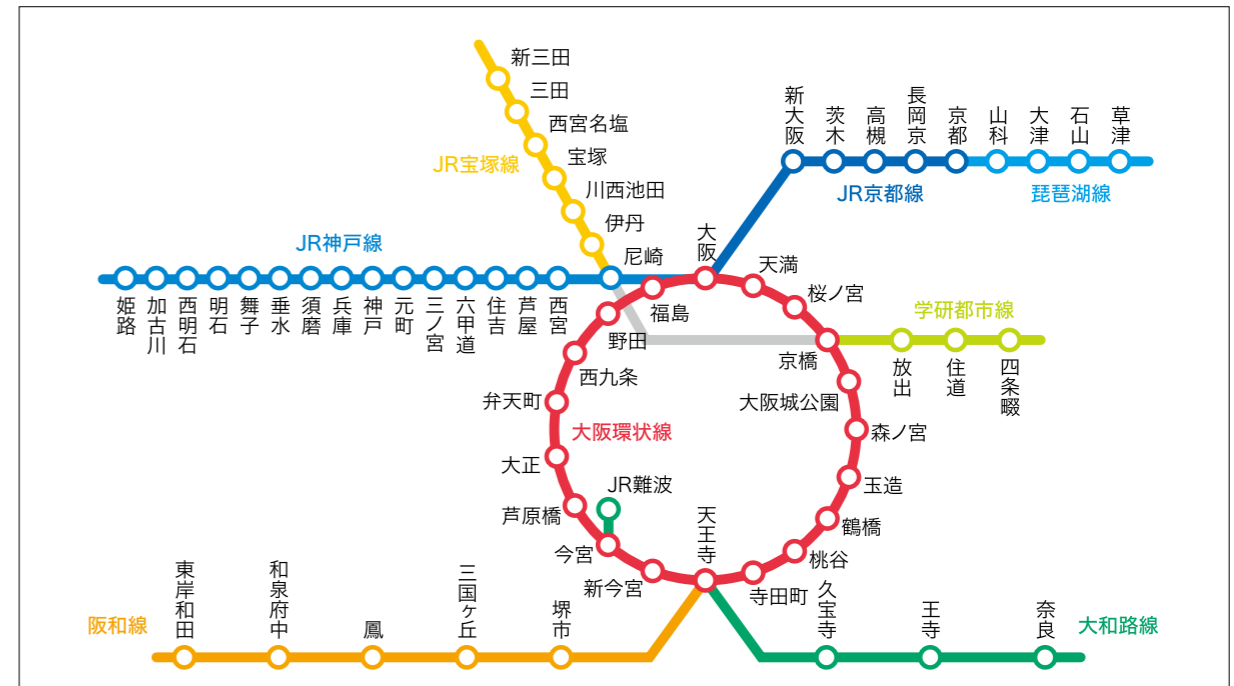 新三田
三田
西宮名塩
宝塚
川西池田
伊丹
尼崎
JR宝塚線
新大阪
茨木
高槻
長岡京
京都
山科
大津
石山
草津
JR京都線
琵琶湖線
JR神戸線
姫路
加古川
西明石
明石
舞子
垂水
須磨
兵庫
神戸
元町
三ノ宮
六甲道
住吉
芦屋
西宮
大阪
天満
桜ノ宮
福島
野田
京橋
学研都市線
放出
住道
四条畷
西九条
大阪城公園
弁天町
大阪環状線
森ノ宮
大正
玉造
JR難波
芦原橋
鶴橋
今宮
天王寺
桃谷
新今宮
寺田町
阪和線
東岸和田
和泉府中
鳳
三国ヶ丘
堺市
久宝寺
王寺
奈良
大和路線